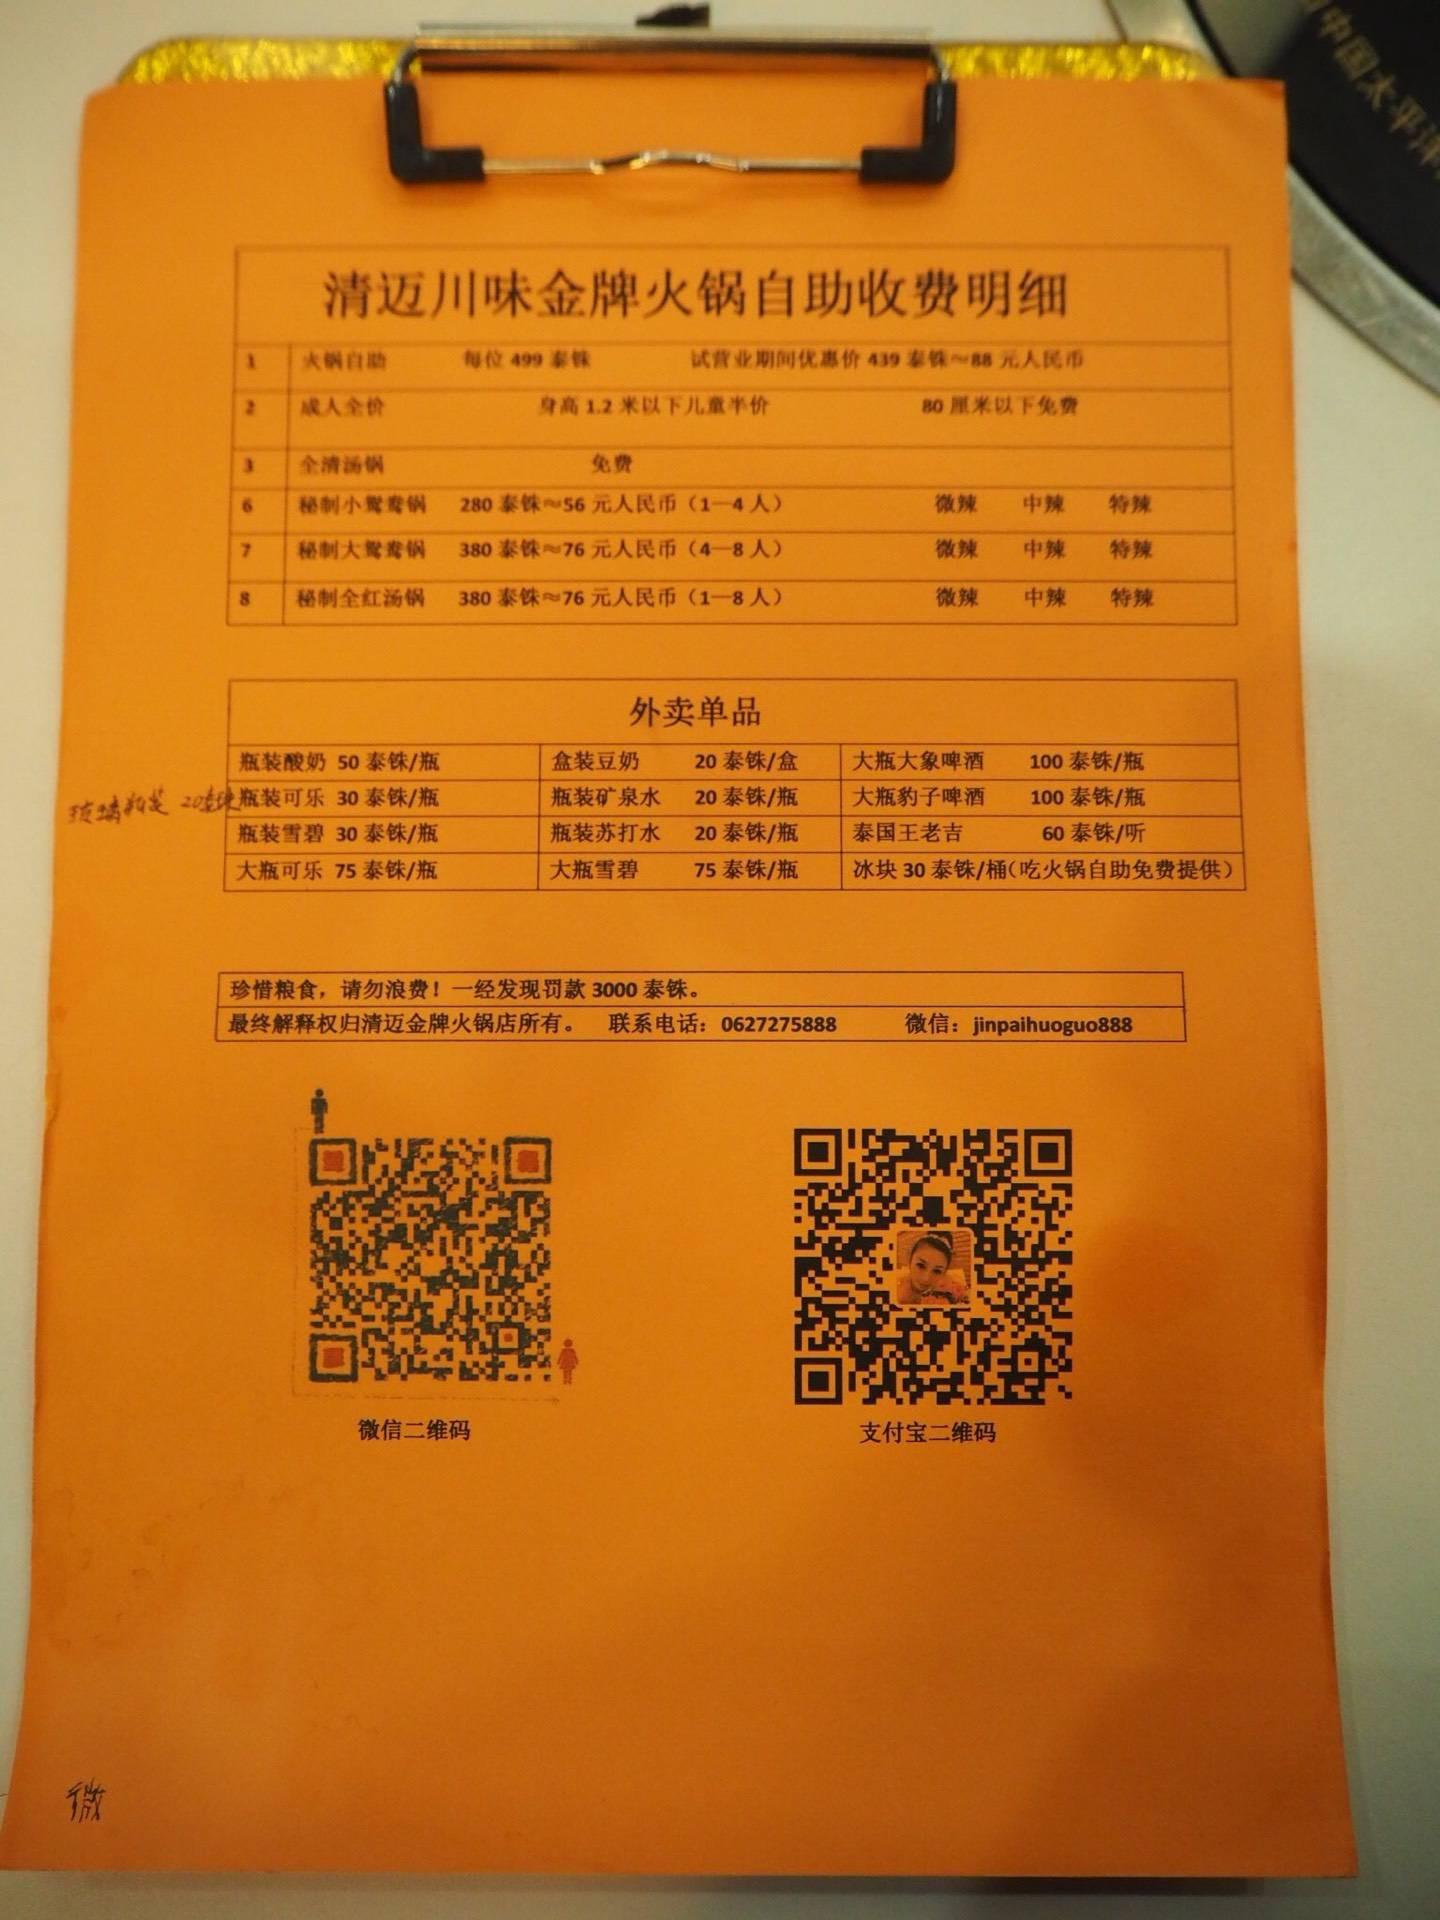 中国太平洋
清迈川味金牌火锅自助收费明细
1 火锅自助 每位 499 泰铢 试营业期间优惠价 439 泰铢≈88 元人民币
2 成人全价 身高 1.2 米以下儿童半价 80 厘米以下免费
3 全清汤锅 免费
6 秘制小鸳鸯锅 280 泰铢≈56 元人民币（1—4 人） 微辣 中辣 特辣
7 秘制大鸳鸯锅 380 泰铢≈76 元人民币（4—8 人） 微辣 中辣 特辣
8 秘制全红汤锅 380 泰铢≈76 元人民币（1—8 人） 微辣 中辣 特辣
外卖单品
瓶装酸奶 50 泰铢/瓶 盒装豆奶 20 泰铢/盒 大瓶大象啤酒 100 泰铢/瓶
瓶装可乐 30 泰铢/瓶 瓶装矿泉水 20 泰铢/瓶 大瓶豹子啤酒 100 泰铢/瓶
瓶装雪碧 30 泰铢/瓶 瓶装苏打水 20 泰铢/瓶 泰国王老吉 60 泰铢/听
大瓶可乐 75 泰铢/瓶 大瓶雪碧 75 泰铢/瓶 冰块 30 泰铢/桶（吃火锅自助免费提供）
珍惜粮食，请勿浪费！一经发现罚款 3000 泰铢。
最终解释权归清迈金牌火锅店所有。 联系电话：0627275888 微信：jinpaihuoguo888
微信二维码 支付宝二维码
微